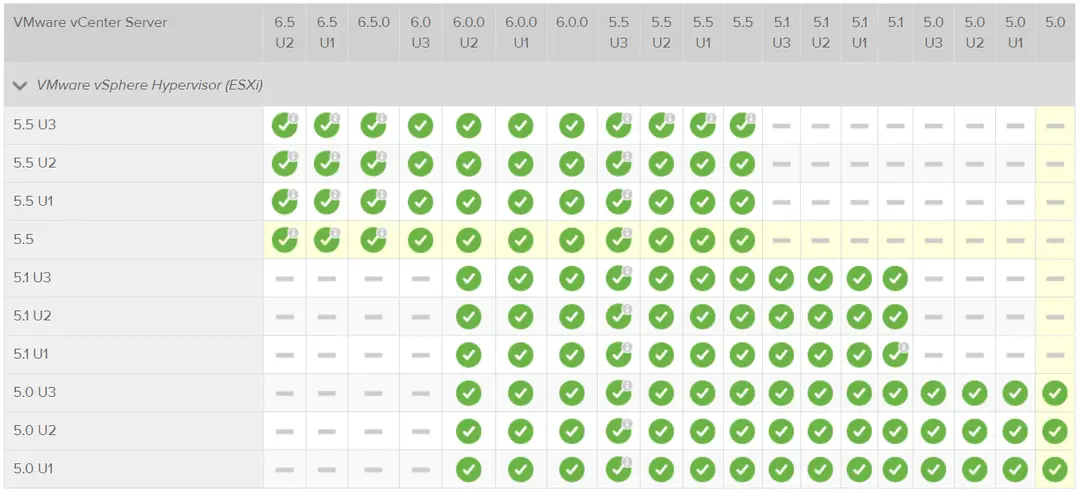 VMware vCenter Server 6.5 U2 6.5 U1 6.5.0 6.0 U3 6.0.0 U2 6.0.0 U1 6.0.0 5.5 U3 5.5 U2 5.5 U1 5.5 5.1 U3 5.1 U2 5.1 U1 5.1 5.0 U3 5.0 U2 5.0 U1 5.0
VMware vSphere Hypervisor (ESXi)
5.5 U3
5.5 U2
5.5 U1
5.5
5.1 U3
5.1 U2
5.1 U1
5.0 U3
5.0 U2
5.0 U1